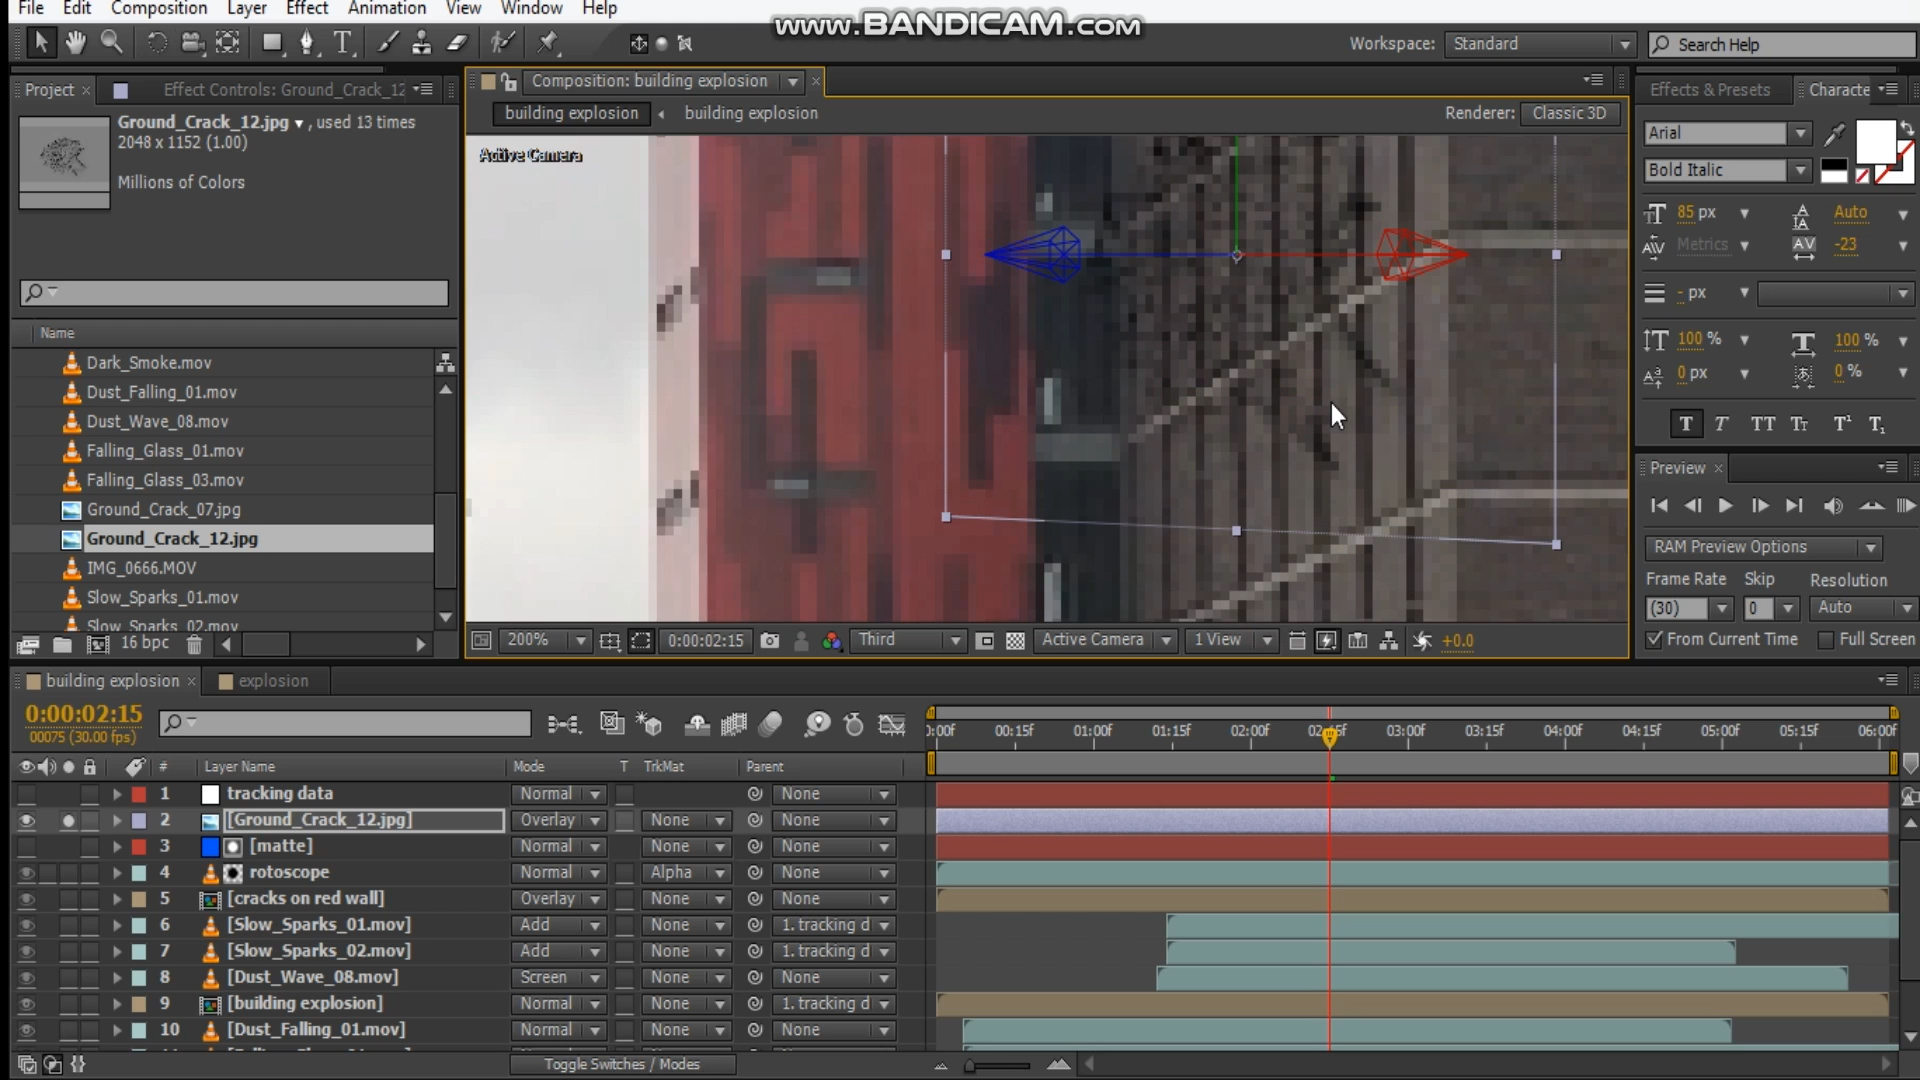 File Edit Composition Layer Effect Animation View Window Help
www.BANDICAM.com
Workspace: Standard Search Help
Project × Effect Controls: Ground_Crack_12
Composition: building explosion ×
Effects & Presets Characte
Ground_Crack_12.jpg , used 13 times
2048 x 1152 (1.00)
Millions of Colors
building explosion building explosion
Renderer: Classic 3D
Active Camera
Arial
Bold Italic
85 px Auto
Metrics -23
- px
100 % 100 %
0 px 0 %
T T TT Tt T¹ T₁
Name
Dark_Smoke.mov
Dust_Falling_01.mov
Dust_Wave_08.mov
Falling_Glass_01.mov
Falling_Glass_03.mov
Ground_Crack_07.jpg
Ground_Crack_12.jpg
IMG_0666.MOV
Slow_Sparks_01.mov
Slow_Sparks_02.mov
16 bpc
Preview ×
RAM Preview Options
Frame Rate Skip Resolution
(30) 0 Auto
From Current Time Full Screen
200% 0:00:02:15 Third Active Camera 1 View +0.0
building explosion × explosion
0:00:02:15
00075 (30.00 fps)
00:15f 01:00f 01:15f 02:00f 03:00f 03:15f 04:00f 04:15f 05:00f 05:15f 06:00f
# Layer Name Mode T TrkMat Parent
1 tracking data Normal None
2 [Ground_Crack_12.jpg] Overlay None None
3 [matte] Normal None None
4 rotoscope Normal Alpha None
5 [cracks on red wall] Overlay None None
6 [Slow_Sparks_01.mov] Add None 1. tracking d
7 [Slow_Sparks_02.mov] Add None 1. tracking d
8 [Dust_Wave_08.mov] Screen None None
9 [building explosion] Normal None 1. tracking d
10 [Dust_Falling_01.mov] Normal None None
Toggle Switches / Modes